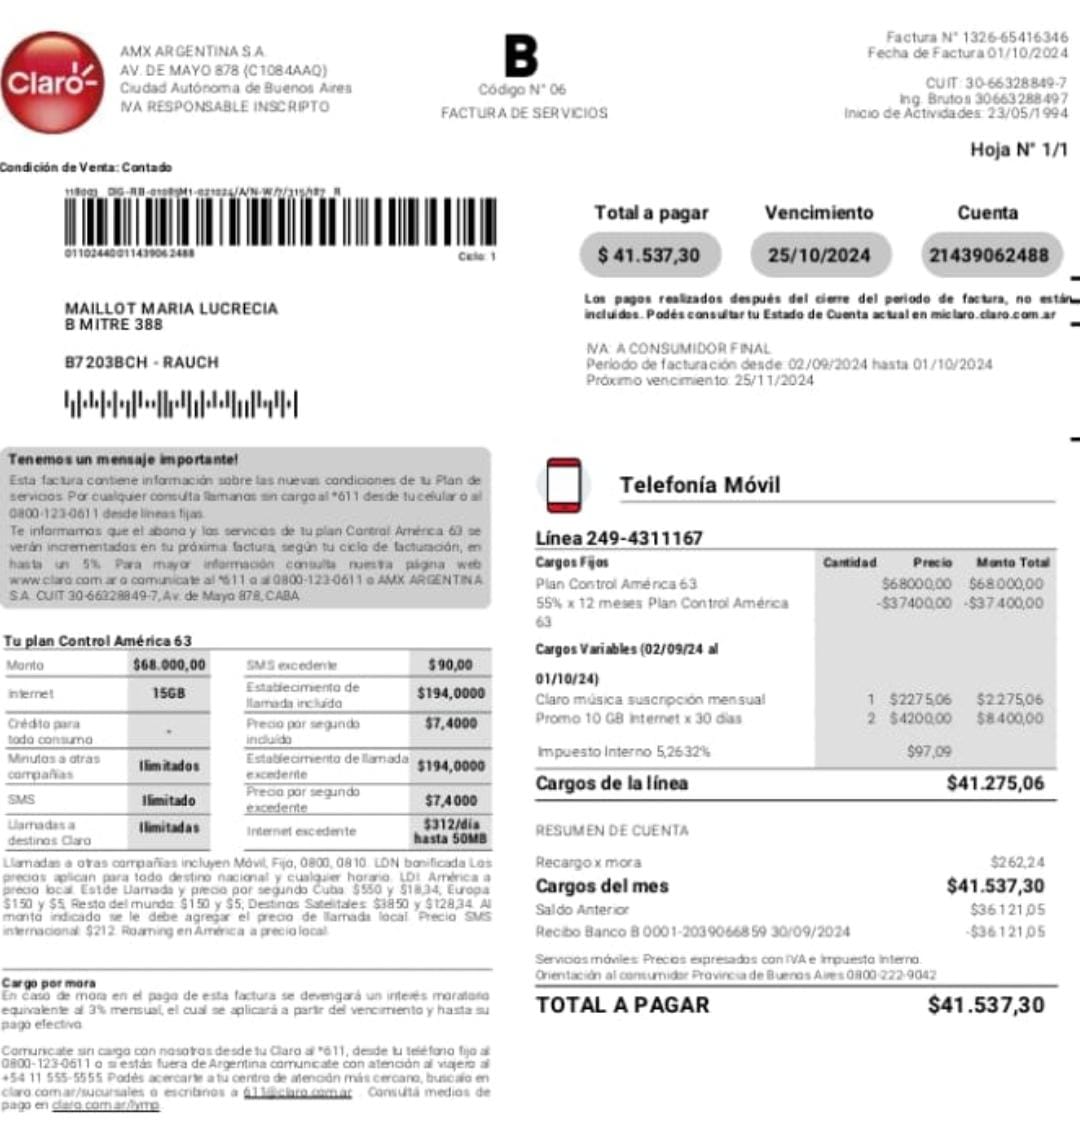 Claro
AMX ARGENTINA S.A.
AV. DE MAYO 878 (C1084AAQ)
Ciudad Autónoma de Buenos Aires
IVA RESPONSABLE INSCRIPTO
B
Código N° 06
FACTURA DE SERVICIOS
Factura N° 1326-65416346
Fecha de Factura 01/10/2024
CUIT: 30-66328849-7
Ing. Brutos 30663288497
Inicio de Actividades: 23/05/1994
Hoja N° 1/1
Condición de Venta: Contado
Ciclo: 1
MAILLOT MARIA LUCRECIA
B MITRE 388
B7203BCH - RAUCH
Total a pagar Vencimiento Cuenta
$ 41.537,30 25/10/2024 21439062488
Los pagos realizados después del cierre del periodo de factura, no están
incluidos. Podés consultar tu Estado de Cuenta actual en miclaro.claro.com.ar
IVA: A CONSUMIDOR FINAL
Período de facturación desde: 02/09/2024 hasta 01/10/2024
Próximo vencimiento: 25/11/2024
Tenemos un mensaje importante!
Esta factura contiene información sobre las nuevas condiciones de tu Plan de
servicios. Por cualquier consulta llamanos sin cargo al *611 desde tu celular o al
0800-123-0611 desde líneas fijas.
Te informamos que el abono y los servicios de tu plan Control América 63 se
verán incrementados en tu próxima factura, según tu ciclo de facturación, en
hasta un 5%. Para mayor información consulta nuestra página web
www.claro.com.ar o comunicate al *611 o al 0800-123-0611 o AMX ARGENTINA
S.A. CUIT 30-66328849-7, Av. de Mayo 878, CABA.
Tu plan Control América 63
Monto $68.000,00 SMS excedente $90,00
Internet 15GB Establecimiento de
llamada incluído $194,0000
Crédito para
todo consumo - Precio por segundo
incluído $7,4000
Minutos a otras
compañías Ilimitados Establecimiento de llamada
excedente $194,0000
SMS Ilimitado Precio por segundo
excedente $7,4000
Llamadas a
destinos Claro Ilimitadas Internet excedente $312/día
hasta 50MB
Llamadas a otras compañías incluyen Móvil, Fijo, 0800, 0810. LDN bonificada Los
precios aplican para todo destino nacional y cualquier horario. LDI: América a
precio local. Est.de Llamada y precio por segundo Cuba: $550 y $18,34; Europa
$150 y $5; Resto del mundo: $150 y $5; Destinos Satelitales: $3850 y $128,34. Al
monto indicado se le debe agregar el precio de llamada local. Precio SMS
internacional: $212. Roaming en América a precio local.
Cargo por mora
En caso de mora en el pago de esta factura se devengará un interés moratorio
equivalente al 3% mensual, el cual se aplicará a partir del vencimiento y hasta su
pago efectivo.
Comunicate sin cargo con nosotros desde tu Claro al *611, desde tu teléfono fijo al
0800-123-0611 o si estás fuera de Argentina comunicate con atención al viajero al
+54 11 555-5555. Podés acercarte a tu centro de atención más cercano, buscalo en
claro.com.ar/sucursales o escribinos a 611@claro.com.ar . Consultá medios de
pago en claro.com.ar/lymp.
Telefonía Móvil
Línea 249-4311167
Cargos Fijos Cantidad Precio Monto Total
Plan Control América 63 $68000,00 $68.000,00
55% x 12 meses Plan Control América -$37400,00 -$37.400,00
63
Cargos Variables (02/09/24 al
01/10/24)
Claro música suscripción mensual 1 $2275,06 $2.275,06
Promo 10 GB Internet x 30 días 2 $4200,00 $8.400,00
Impuesto Interno 5,2632% $97,09
Cargos de la línea $41.275,06
RESUMEN DE CUENTA
Recargo x mora $262,24
Cargos del mes $41.537,30
Saldo Anterior $36.121,05
Recibo Banco B 0001-2039066859 30/09/2024 -$36.121,05
Servicios móviles: Precios expresados con IVA e Impuesto Interno.
Orientación al consumidor Provincia de Buenos Aires 0800-222-9042
TOTAL A PAGAR $41.537,30